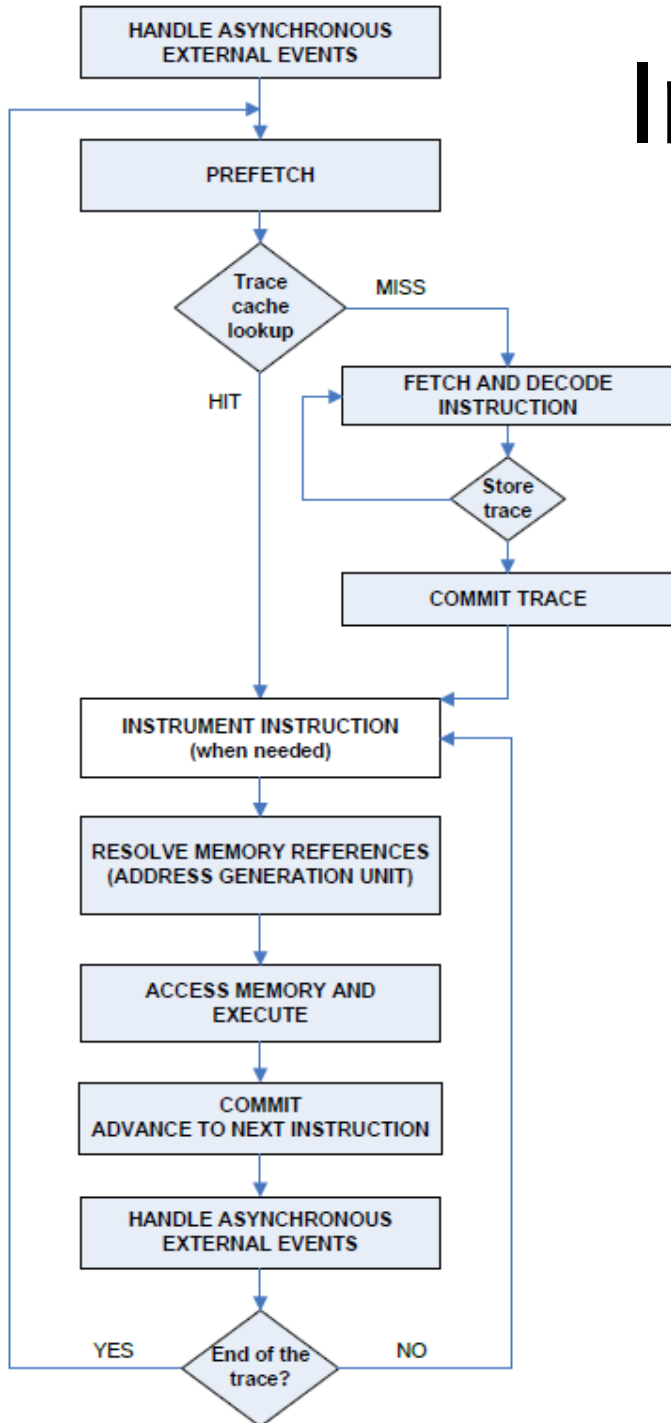 HANDLE ASYNCHRONOUS
EXTERNAL EVENTS
PREFETCH
Trace
cache
lookup
MISS
HIT
FETCH AND DECODE
INSTRUCTION
Store
trace
COMMIT TRACE
INSTRUMENT INSTRUCTION
(when needed)
RESOLVE MEMORY REFERENCES
(ADDRESS GENERATION UNIT)
ACCESS MEMORY AND
EXECUTE
COMMIT
ADVANCE TO NEXT INSTRUCTION
HANDLE ASYNCHRONOUS
EXTERNAL EVENTS
YES
End of the
trace?
NO